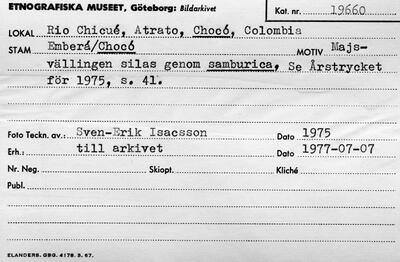 ETNOGRAFISKA MUSEET, Göteborg: Bildarkivet Kat. nr. 19660
LOKAL Rio Chicué, Atrato, Chocó, Colombia
STAM Emberá/Chocó MOTIV Majs-
vällingen silas genom samburica, Se Årstrycket
för 1975, s. 41.
Foto Teckn. av.: Sven-Erik Isacsson Dato 1975
Erh.: till arkivet Dato 1977-07-07
Nr. Neg. Skiopt. Kliché
Publ.
ELANDERS, GBG. 4178. 3. 67.